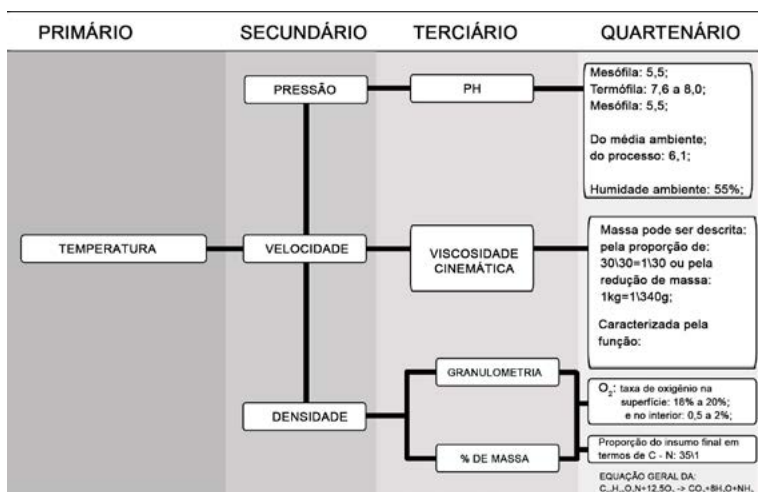 PRIMÁRIO
SECUNDÁRIO
TERCIÁRIO
QUARTENÁRIO
PRESSÃO
PH
Mesófila: 5,5;
Termófila: 7,6 a 8,0;
Mesófila: 5,5;
Do média ambiente;
do processo: 6,1;
Humidade ambiente: 55%;
TEMPERATURA
VELOCIDADE
VISCOSIDADE
CINEMÁTICA
Massa pode ser descrita:
pela proporção de:
30\30=1\30 ou pela
redução de massa:
1kg=1\340g;
Caracterizada pela
função:
DENSIDADE
GRANULOMETRIA
% DE MASSA
O₂: taxa de oxigênio na
superfície: 18% a 20%;
e no interior: 0,5 a 2%;
Proporção do insumo final em
termos de C - N: 35\1
EQUAÇÃO GERAL DA: